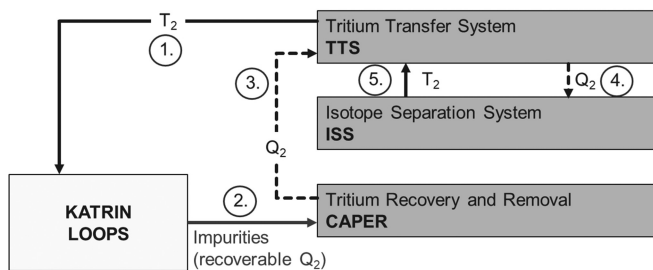 T₂
1.
Tritium Transfer System
TTS
3.
5.
T₂
Q₂
4.
Isotope Separation System
ISS
Q₂
KATRIN
LOOPS
2.
Impurities
(recoverable Q₂)
Tritium Recovery and Removal
CAPER